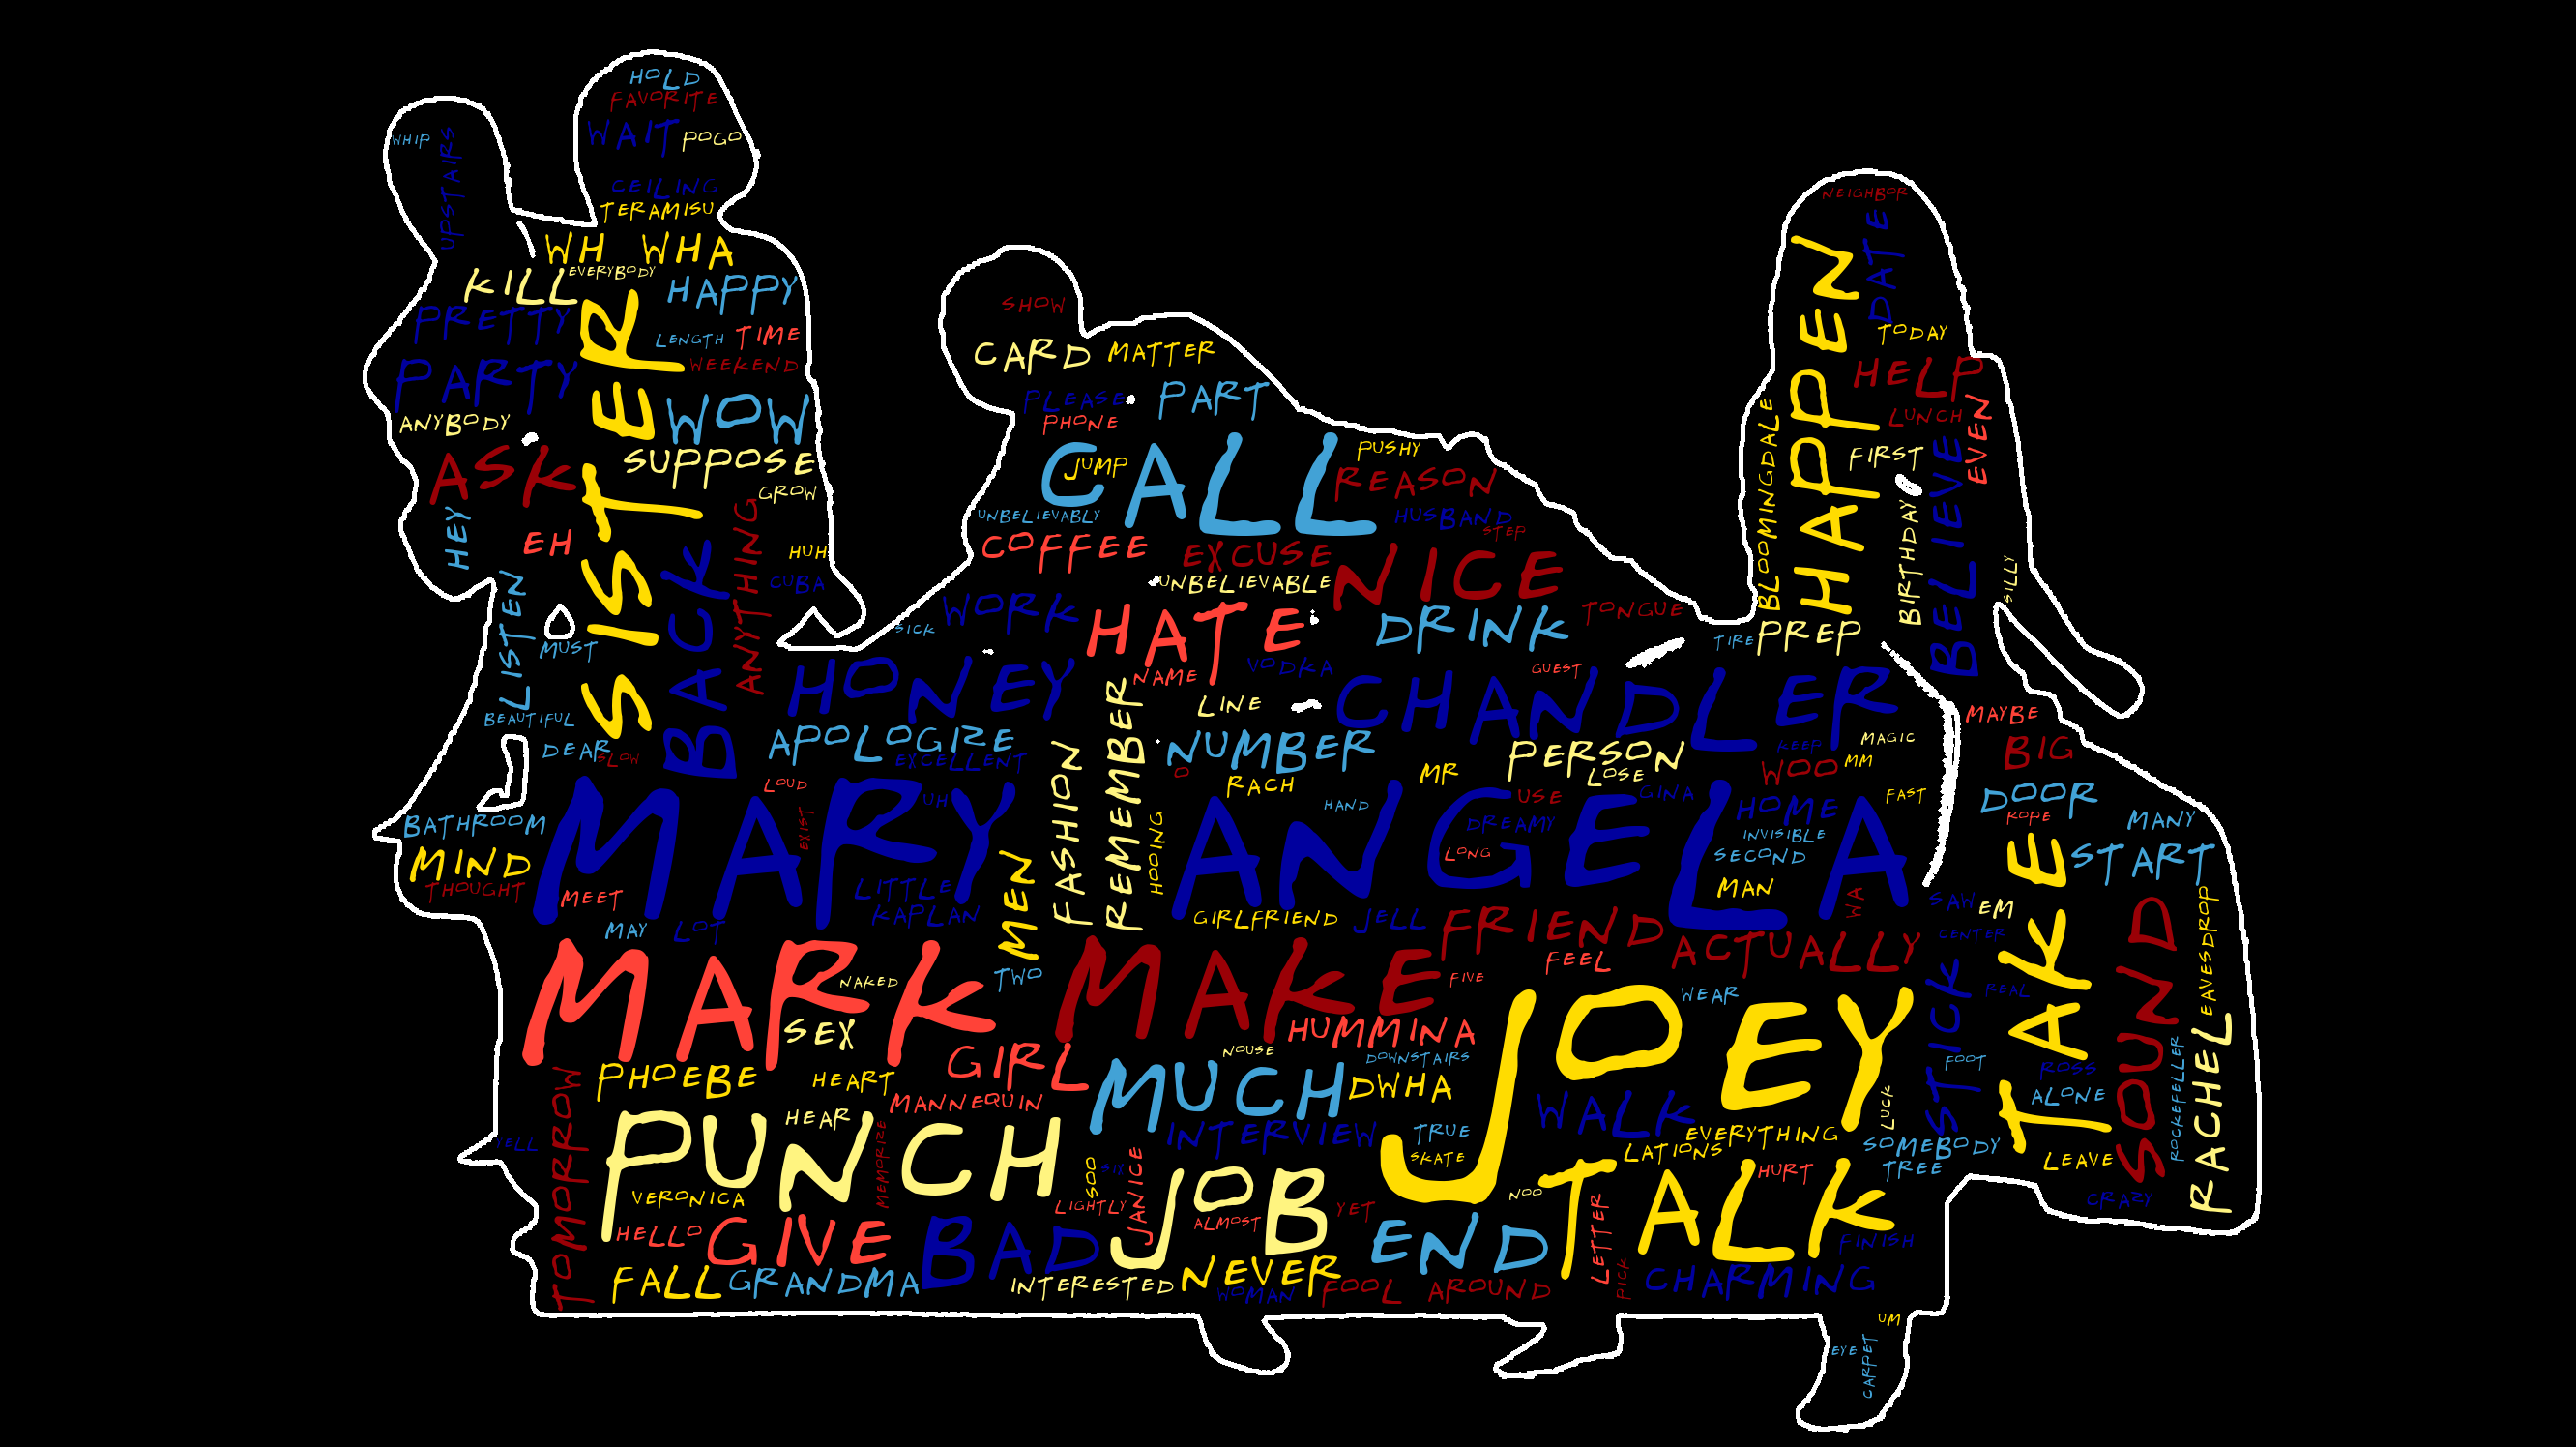 HOLD
FAVORITE
WAIT
POGO
WHIP
UPSTAIRS
CEILING
TERAMISU
WH
WHA
EVERYBODY
KILL
HAPPY
PRETTY
LENGTH
TIME
WEEKEND
PARTY
SISTER
WOW
ANYBODY
SUPPOSE
ASK
GROW
HEY
EH
ANYTHING
HUH
CUBA
BACK
LISTEN
MUST
BEAUTIFUL
DEAR
SLOW
SHOW
CARD
MATTER
PLEASE
PART
PHONE
CALL
JUMP
PUSHY
REASON
UNBELIEVABLY
HUSBAND
STEP
COFFEE
EXCUSE
NICE
UNBELIEVABLE
WORK
HATE
DRINK
TONGUE
SICK
NEIGHBOR
DATE
HAPPEN
TODAY
HELP
LUNCH
EVEN
BLOOMINGDALE
FIRST
BELIEVE
BIRTHDAY
SILLY
TIRE
PREP
HONEY
NAME
VODKA
GUEST
CHANDLER
REMEMBER
LINE
APOLOGIZE
EXCELLENT
NUMBER
PERSON
LOSE
KEEP
MAGIC
WOO
MM
MAYBE
BIG
FASHION
O
RACH
MR
LOUD
MARY
UH
EXIST
HOOING
ANGELA
HAND
USE
GINA
HOME
FAST
DREAMY
INVISIBLE
LONG
SECOND
MAN
WA
DOOR
ROPE
MANY
START
BATHROOM
MIND
THOUGHT
MEET
LITTLE
KAPLAN
MEN
MAY
LOT
GIRLFRIEND
JELL
FRIEND
ACTUALLY
SAW
EM
CENTER
TAKE
SOUND
EAVESDROP
MARK
NAKED
TWO
MAKE
FIVE
FEEL
WEAR
JOEY
STICK
REAL
SEX
HUMMINA
NOUSE
DOWNSTAIRS
GIRL
PHOEBE
HEART
MANNEQUIN
MUCH
DWHA
WALK
LUCK
FOOT
ROSS
ALONE
ROCKEFELLER
RACHEL
TOMORROW
TELL
PUNCH
HEAR
MEMORIZE
INTERVIEW
TRUE
SKATE
EVERYTHING
LATIONS
SOMEBODY
TREE
LEAVE
CRAZY
VERONICA
SOO
SIX
JANICE
LIGHTLY
JOB
ALMOST
YET
NOO
TALK
HURT
HELLO
GIVE
BAD
END
LETTER
FINISH
FALL
GRANDMA
INTERESTED
NEVER
WOMAN
FOOL
AROUND
PICK
CHARMING
UM
EYE
CARPET